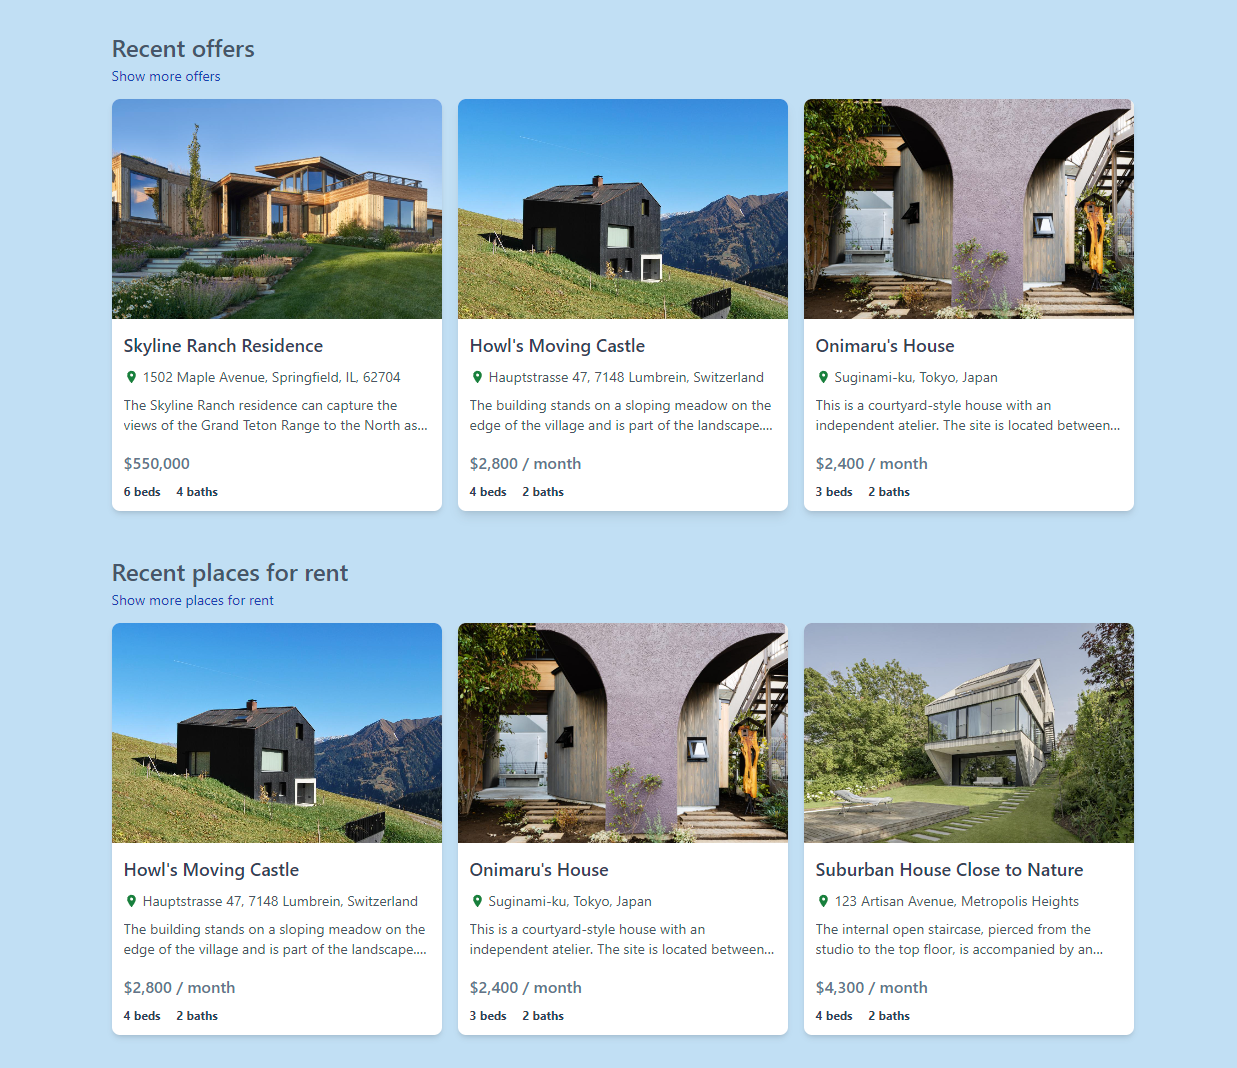 Recent offers
Show more offers
Skyline Ranch Residence
1502 Maple Avenue, Springfield, IL, 62704
The Skyline Ranch residence can capture the
views of the Grand Teton Range to the North as...
$550,000
6 beds 4 baths
Howl's Moving Castle
Hauptstrasse 47, 7148 Lumbrein, Switzerland
The building stands on a sloping meadow on the
edge of the village and is part of the landscape....
$2,800 / month
4 beds 2 baths
Onimaru's House
Suginami-ku, Tokyo, Japan
This is a courtyard-style house with an
independent atelier. The site is located between...
$2,400 / month
3 beds 2 baths
Recent places for rent
Show more places for rent
Howl's Moving Castle
Hauptstrasse 47, 7148 Lumbrein, Switzerland
The building stands on a sloping meadow on the
edge of the village and is part of the landscape....
$2,800 / month
4 beds 2 baths
Onimaru's House
Suginami-ku, Tokyo, Japan
This is a courtyard-style house with an
independent atelier. The site is located between...
$2,400 / month
3 beds 2 baths
Suburban House Close to Nature
123 Artisan Avenue, Metropolis Heights
The internal open staircase, pierced from the
studio to the top floor, is accompanied by an...
$4,300 / month
4 beds 2 baths